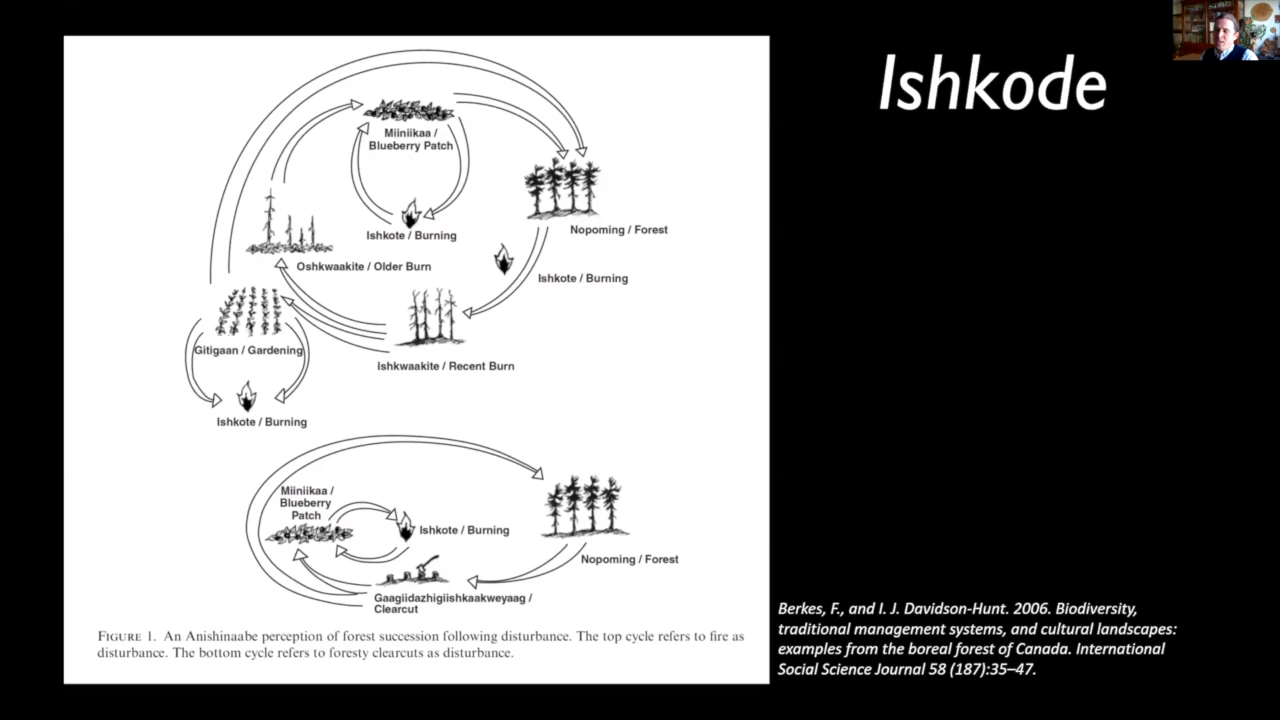 Ishkode
Miiniikaa /
Blueberry Patch
Ishkote / Burning
Nopoming / Forest
Oshkwaakite / Older Burn
Ishkote / Burning
Gitigaan / Gardening
Ishkwaakite / Recent Burn
Ishkote / Burning
Miiniikaa /
Blueberry
Patch
Ishkote / Burning
Nopoming / Forest
Gaagiidazhigiishkaakweyaag /
Clearcut
FIGURE 1. An Anishinaabe perception of forest succession following disturbance. The top cycle refers to fire as
disturbance. The bottom cycle refers to foresty clearcuts as disturbance.
Berkes, F., and I. J. Davidson-Hunt. 2006. Biodiversity,
traditional management systems, and cultural landscapes:
examples from the boreal forest of Canada. International
Social Science Journal 58 (187):35–47.